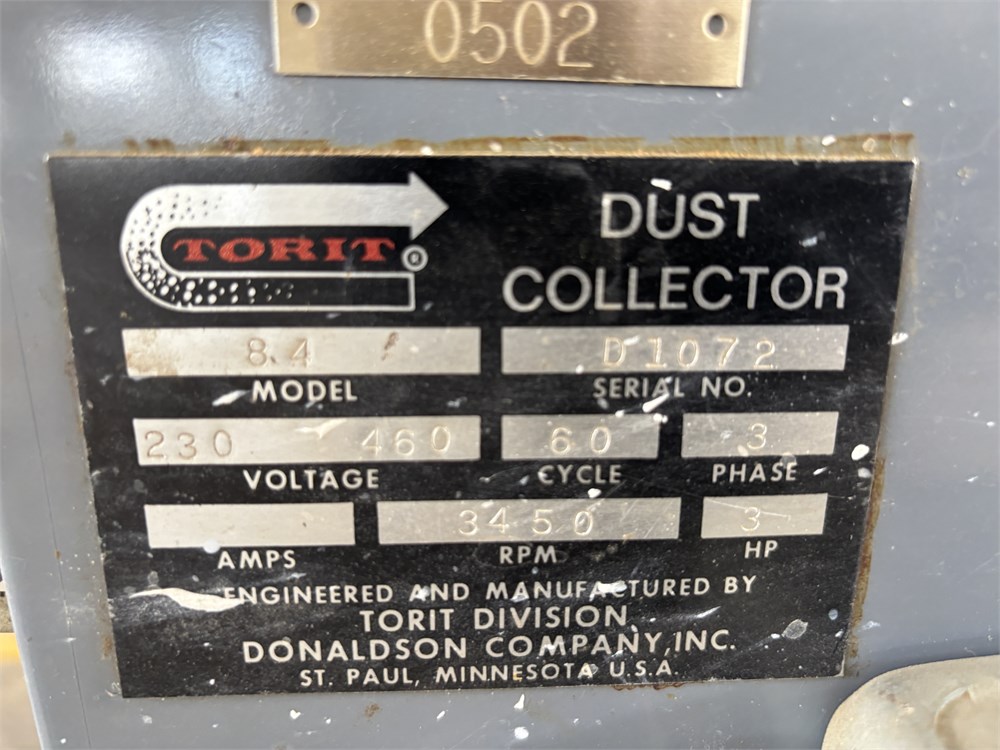 0502
TORIT ®
DUST
COLLECTOR
84
MODEL
D1072
SERIAL NO.
230 460
VOLTAGE
60
CYCLE
3
PHASE
AMPS
3450
RPM
3
HP
ENGINEERED AND MANUFACTURED BY
TORIT DIVISION
DONALDSON COMPANY, INC.
ST. PAUL, MINNESOTA U.S.A.